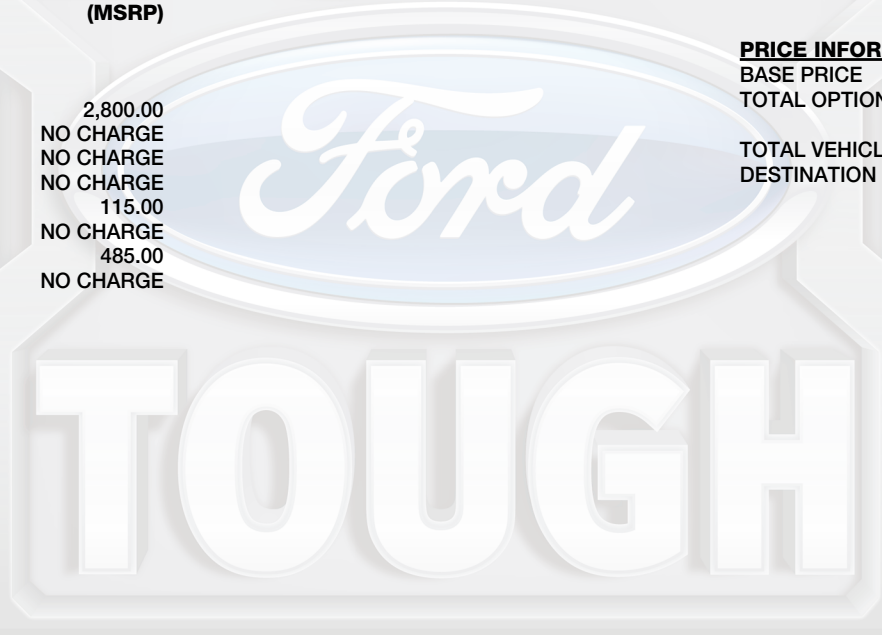 (MSRP)
2,800.00
NO CHARGE
NO CHARGE
NO CHARGE
115.00
NO CHARGE
485.00
NO CHARGE
PRICE INFOR
BASE PRICE
TOTAL OPTION
TOTAL VEHICL
DESTINATION
Ford
TOUGH